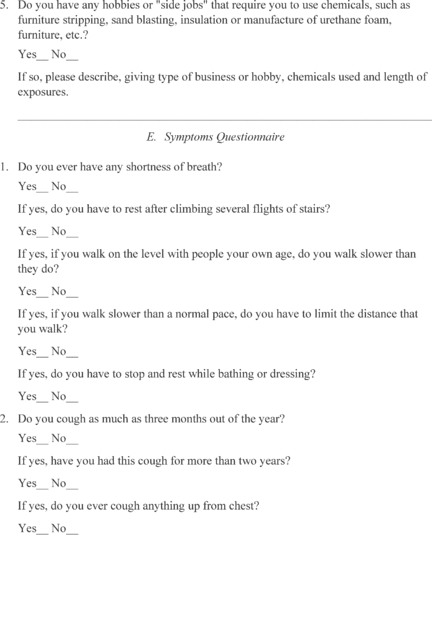 5. Do you have any hobbies or "side jobs" that require you to use chemicals, such as
furniture stripping, sand blasting, insulation or manufacture of urethane foam,
furniture, etc.?
Yes__ No__
If so, please describe, giving type of business or hobby, chemicals used and length of
exposures.
E. Symptoms Questionnaire
1. Do you ever have any shortness of breath?
Yes__ No__
If yes, do you have to rest after climbing several flights of stairs?
Yes__ No__
If yes, if you walk on the level with people your own age, do you walk slower than
they do?
Yes__ No__
If yes, if you walk slower than a normal pace, do you have to limit the distance that
you walk?
Yes__ No__
If yes, do you have to stop and rest while bathing or dressing?
Yes__ No__
2. Do you cough as much as three months out of the year?
Yes__ No__
If yes, have you had this cough for more than two years?
Yes__ No__
If yes, do you ever cough anything up from chest?
Yes__ No__